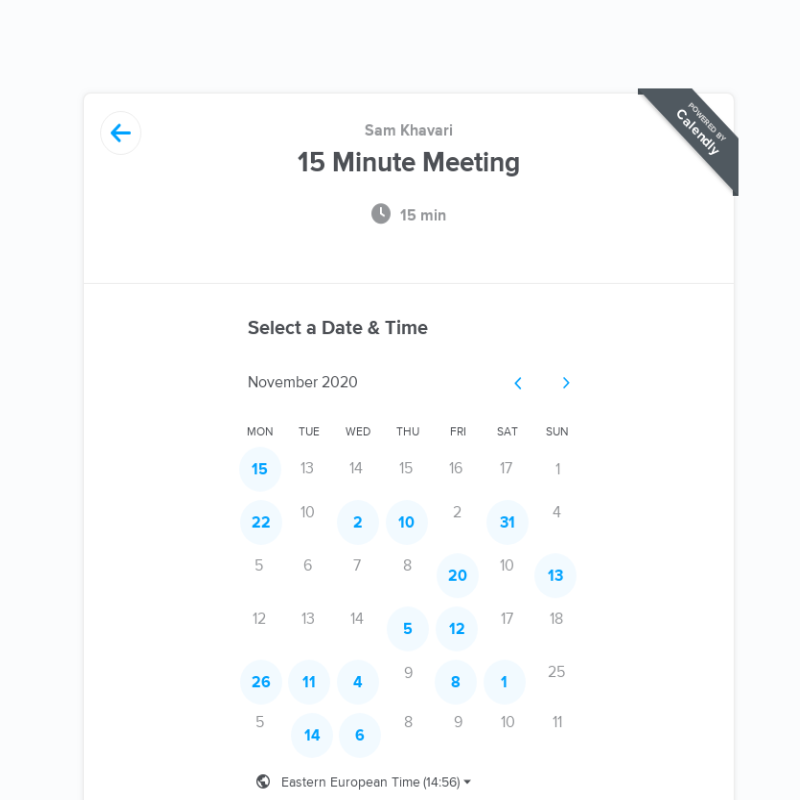 POWERED BY
Calendly
Sam Khavari
15 Minute Meeting
15 min
Select a Date & Time
November 2020
MON TUE WED THU FRI SAT SUN
15 13 14 15 16 17 1
22 10 2 10 2 31 4
5 6 7 8 20 10 13
12 13 14 5 12 17 18
26 11 4 9 8 1 25
5 14 6 8 9 10 11
Eastern European Time (14:56)